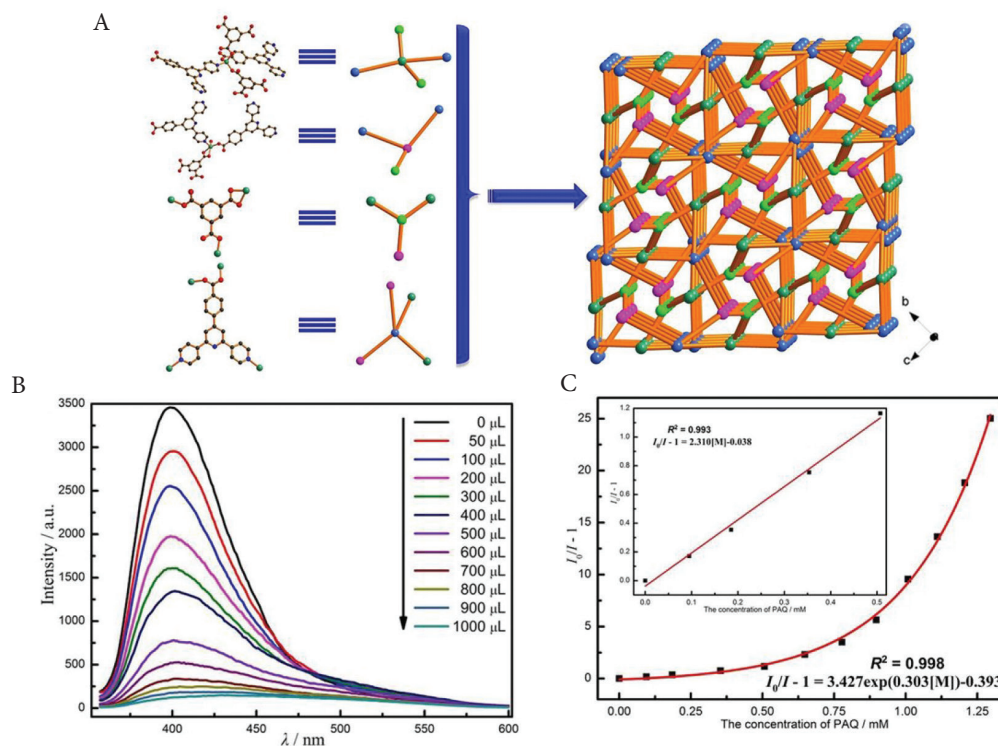 A
b
c
a
B
3500
3000
2500
2000
1500
1000
500
0
Intensity / a.u.
400
450
500
550
600
λ / nm
0 μL
50 μL
100 μL
200 μL
300 μL
400 μL
500 μL
600 μL
700 μL
800 μL
900 μL
1000 μL
C
25
20
15
10
5
0
I₀/I - 1
0.00
0.25
0.50
0.75
1.00
1.25
The concentration of PAQ / mM
R² = 0.998
I₀/I - 1 = 3.427exp(0.303[M])-0.393
1.2
1.0
0.8
0.6
0.4
0.2
0.0
I₀/I - 1
0.0
0.1
0.2
0.3
0.4
0.5
The concentration of PAQ / mM
R² = 0.993
I₀/I - 1 = 2.310[M]-0.038